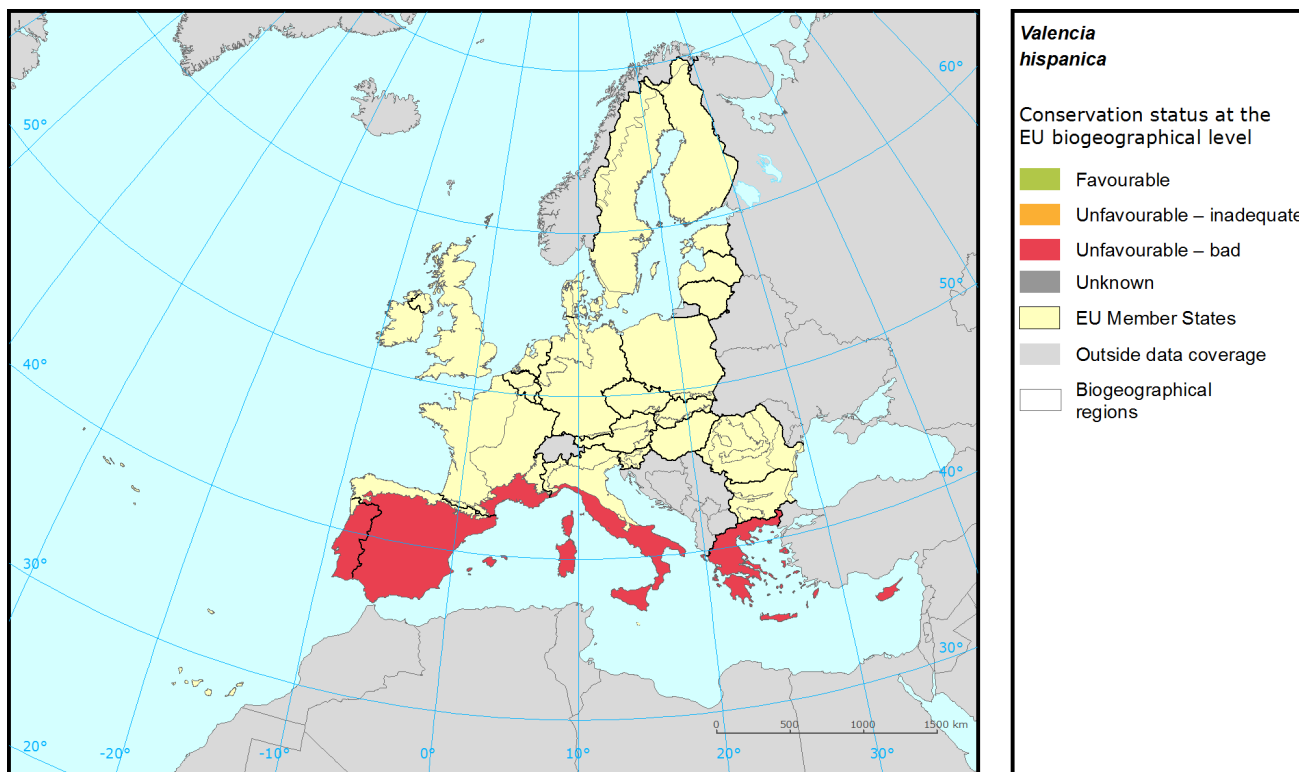 Valencia
hispanica
Conservation status at the
EU biogeographical level
Favourable
Unfavourable – inadequate
Unfavourable – bad
Unknown
EU Member States
Outside data coverage
Biogeographical
regions
60°
50°
50°
40°
40°
30°
30°
20°
-20°
-10°
0°
10°
20°
30°
0 500 1000 1500 km